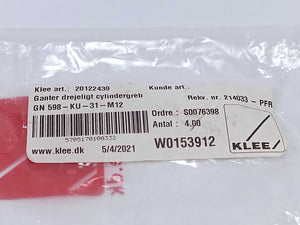 Klee art.: 20122439 Kunde art.:
Ganter drejeligt cylindergreb
GN 598-KU-31-M12 Rekv. nr. 214033 - PFR
Ordre : S0076398
Antal : 4.00
5705170100332
www.klee.dk 5/4/2021 W0153912
KLEE